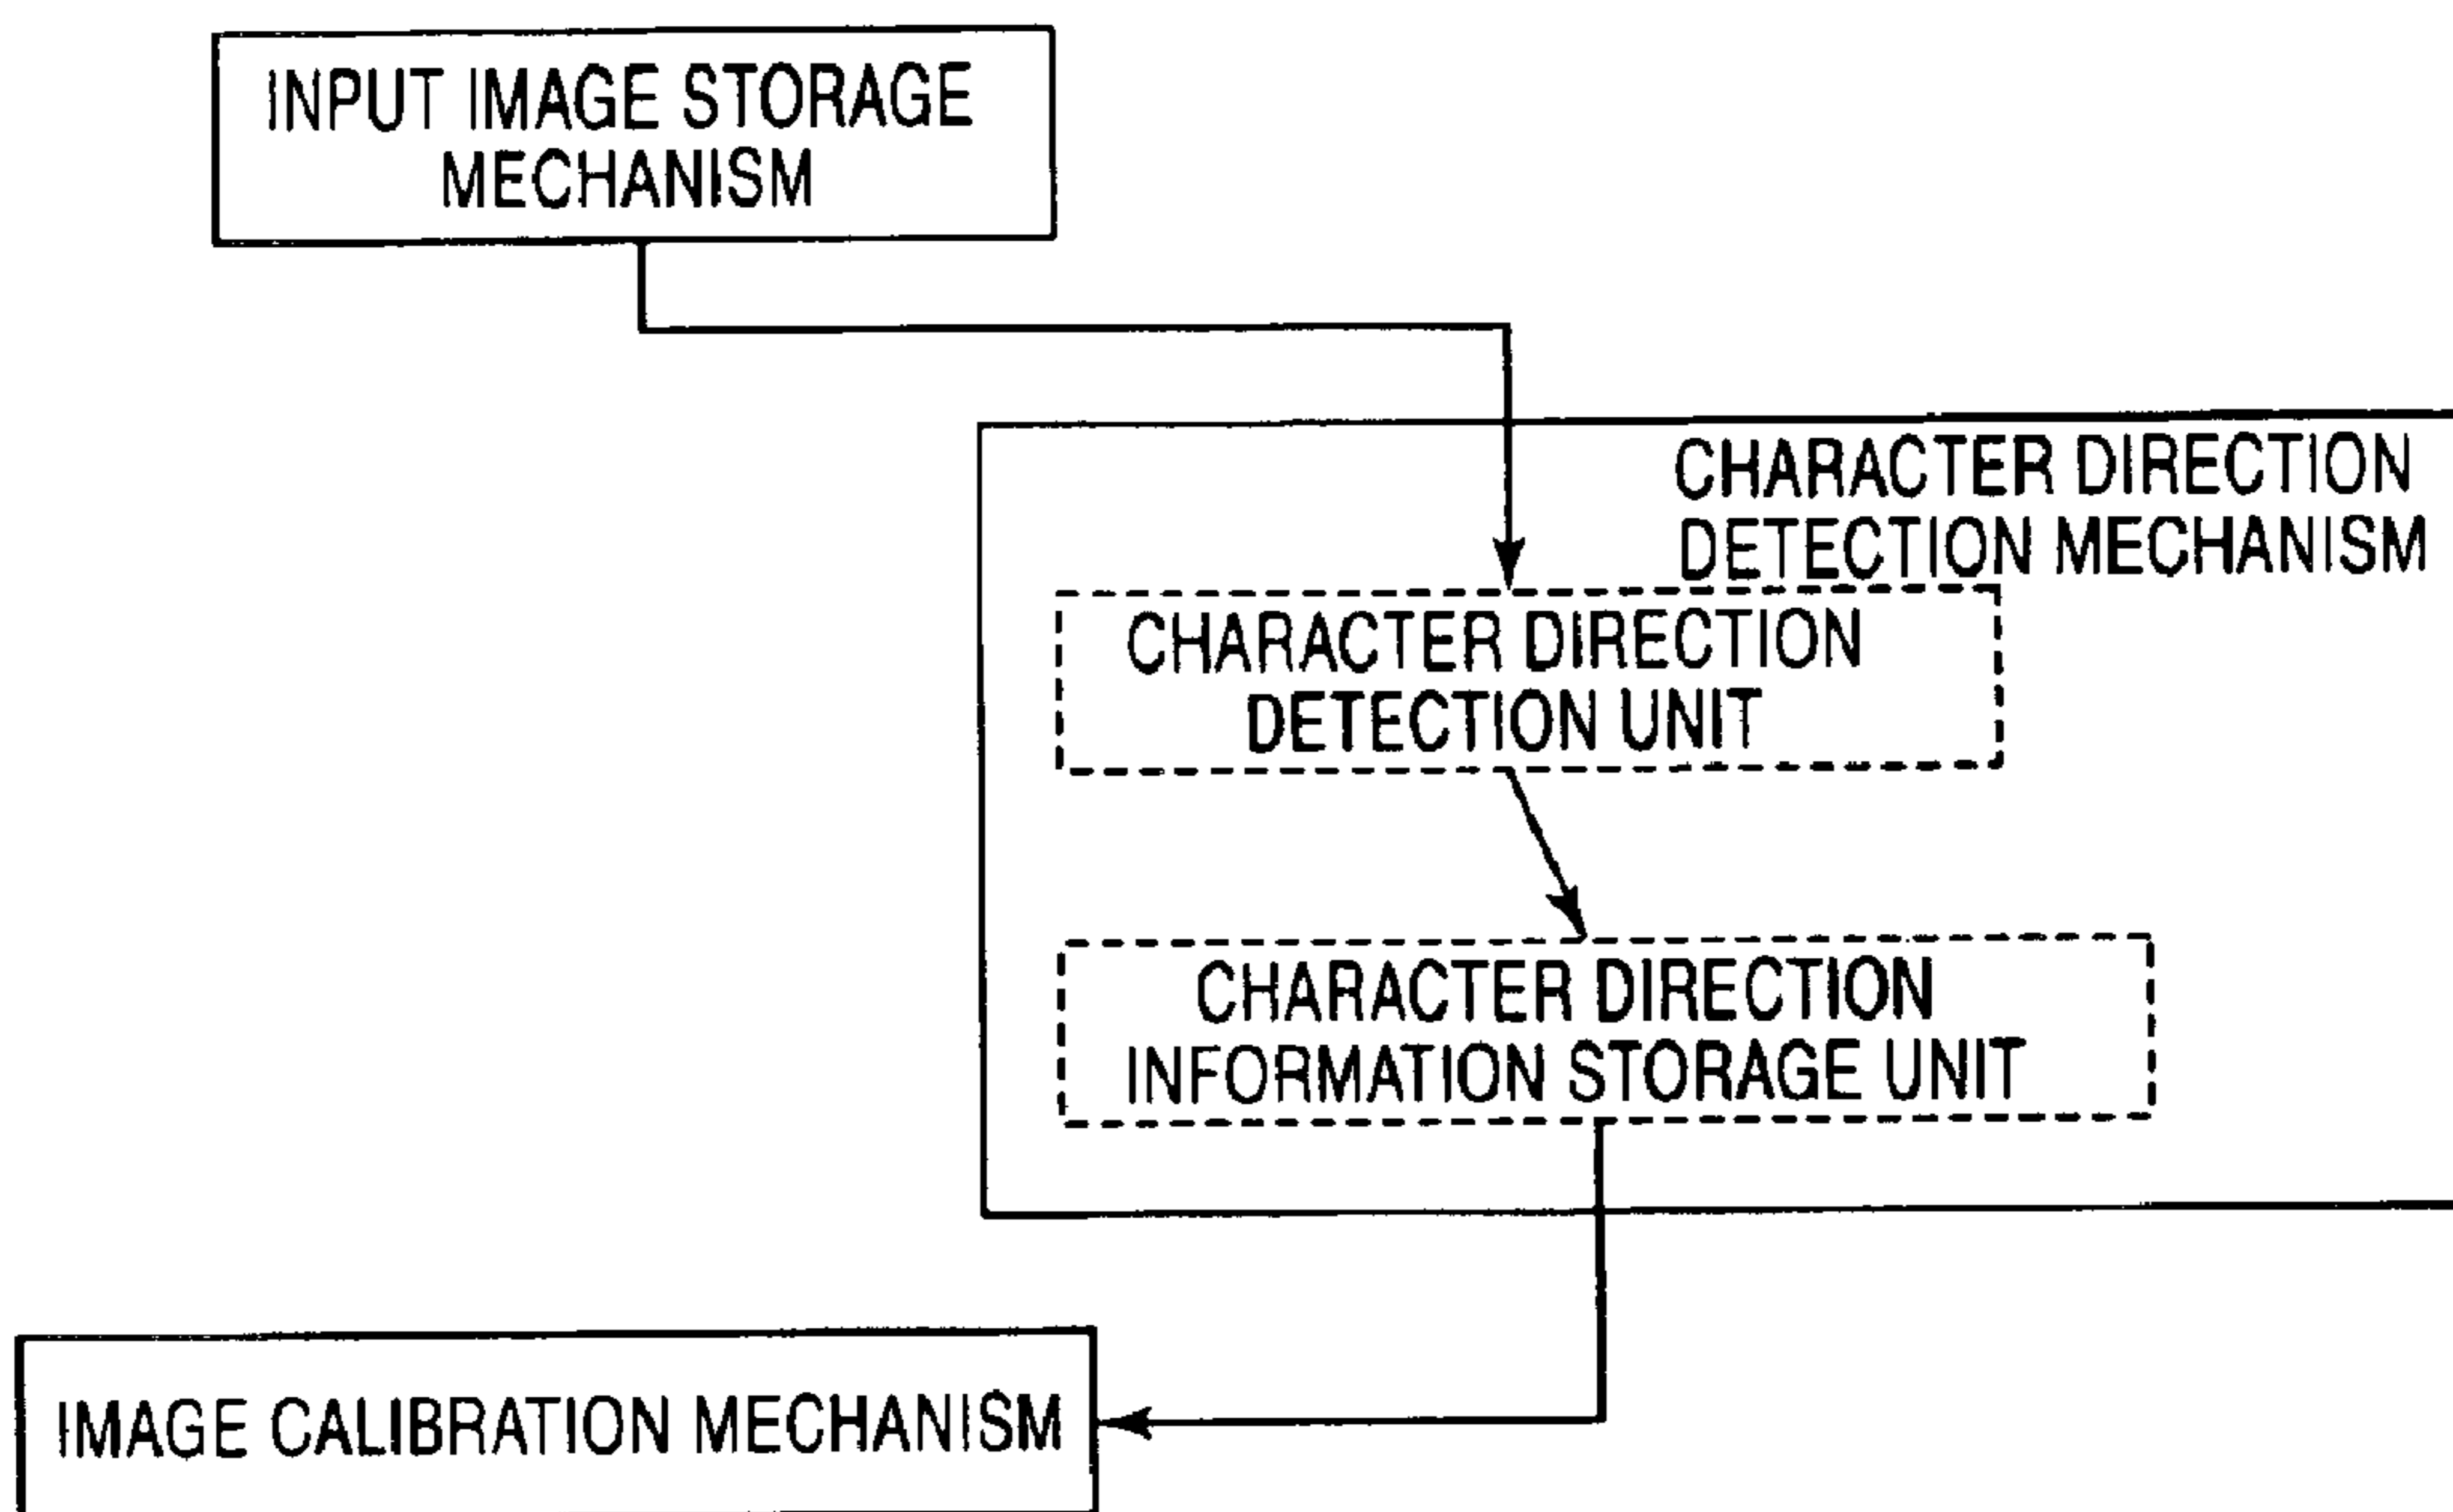 INPUT IMAGE STORAGE
MECHANISM
CHARACTER DIRECTION
DETECTION MECHANISM
CHARACTER DIRECTION
DETECTION UNIT
CHARACTER DIRECTION
INFORMATION STORAGE UNIT
IMAGE CALIBRATION MECHANISM